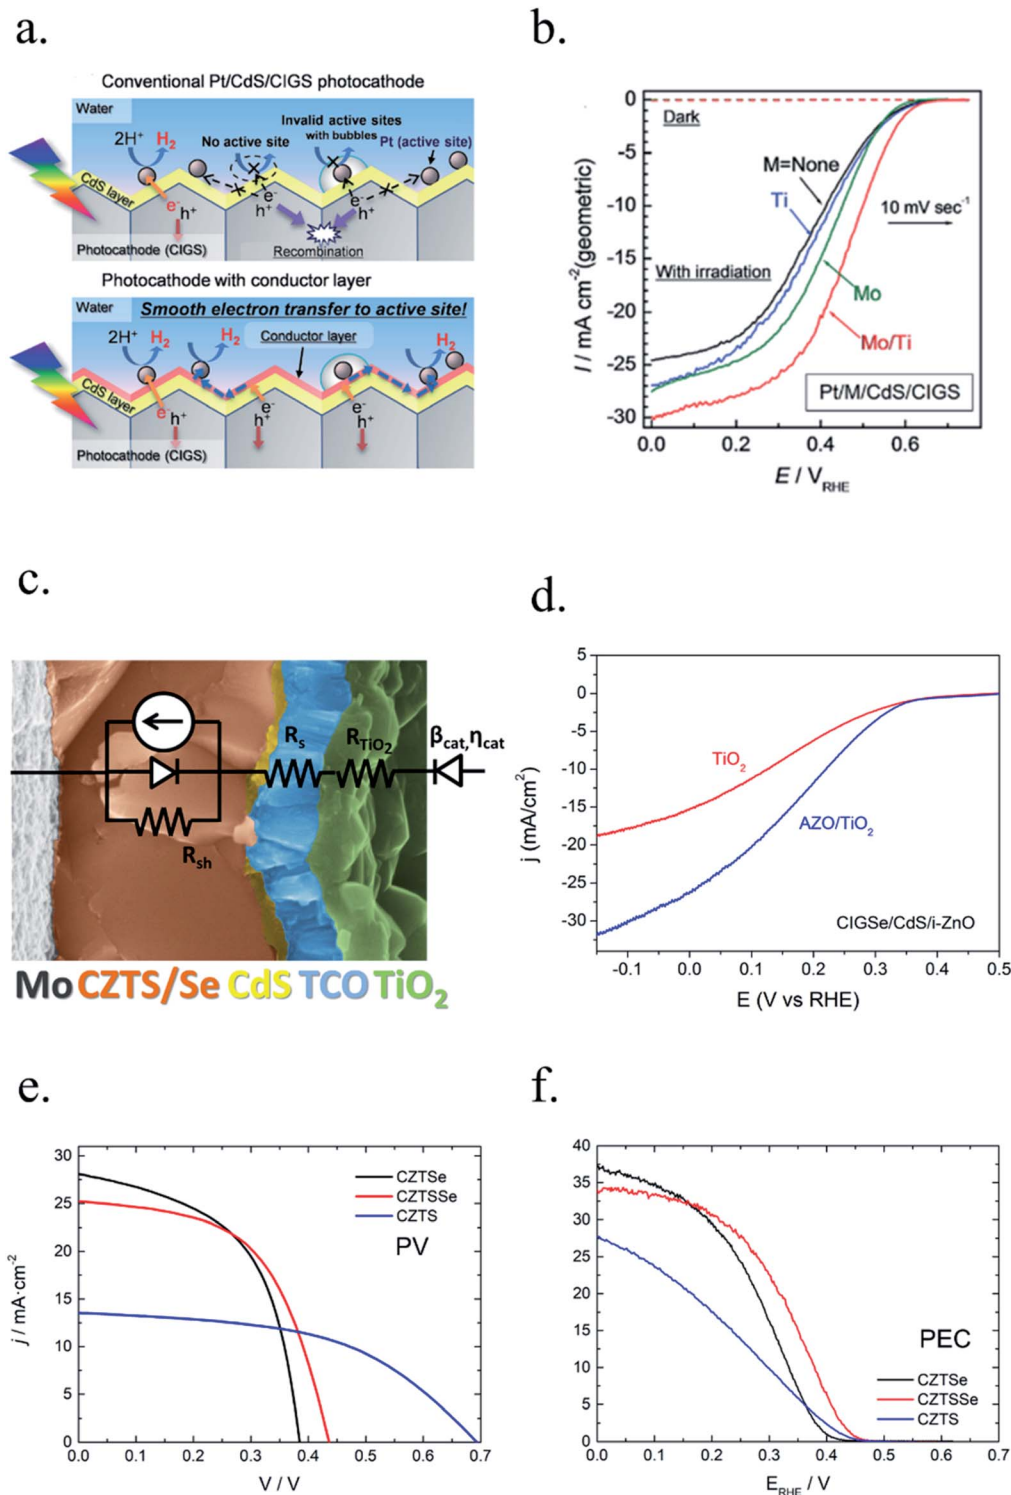 a.
Conventional Pt/CdS/CIGS photocathode
Water
2H⁺
H₂
No active site
Invalid active sites
with bubbles
Pt (active site)
CdS layer
e⁻
h⁺
e⁻
h⁺
e⁻
h⁺
Photocathode (CIGS)
Recombination
Photocathode with conductor layer
Water
Smooth electron transfer to active site!
2H⁺
H₂
H₂
Conductor layer
H₂
CdS layer
e⁻
h⁺
e⁻
h⁺
e⁻
h⁺
Photocathode (CIGS)
b.
0
-5
-10
-15
-20
-25
-30
I / mA cm⁻²(geometric)
Dark
M=None
Ti
10 mV sec⁻¹
With irradiation
Mo
Mo/Ti
Pt/M/CdS/CIGS
0.0 0.2 0.4 0.6
E / V_RHE
c.
R_s
R_TiO₂
β_cat,η_cat
R_sh
Mo CZTS/Se CdS TCO TiO₂
d.
5
0
-5
-10
-15
-20
-25
-30
j (mA/cm²)
TiO₂
AZO/TiO₂
CIGSe/CdS/i-ZnO
-0.1 0.0 0.1 0.2 0.3 0.4 0.5
E (V vs RHE)
e.
30
25
20
15
10
5
0
j / mA·cm⁻²
CZTSe
CZTSSe
CZTS
PV
0.0 0.1 0.2 0.3 0.4 0.5 0.6 0.7
V / V
f.
40
35
30
25
20
15
10
5
0
PEC
CZTSe
CZTSSe
CZTS
0.0 0.1 0.2 0.3 0.4 0.5 0.6 0.7
E_RHE / V